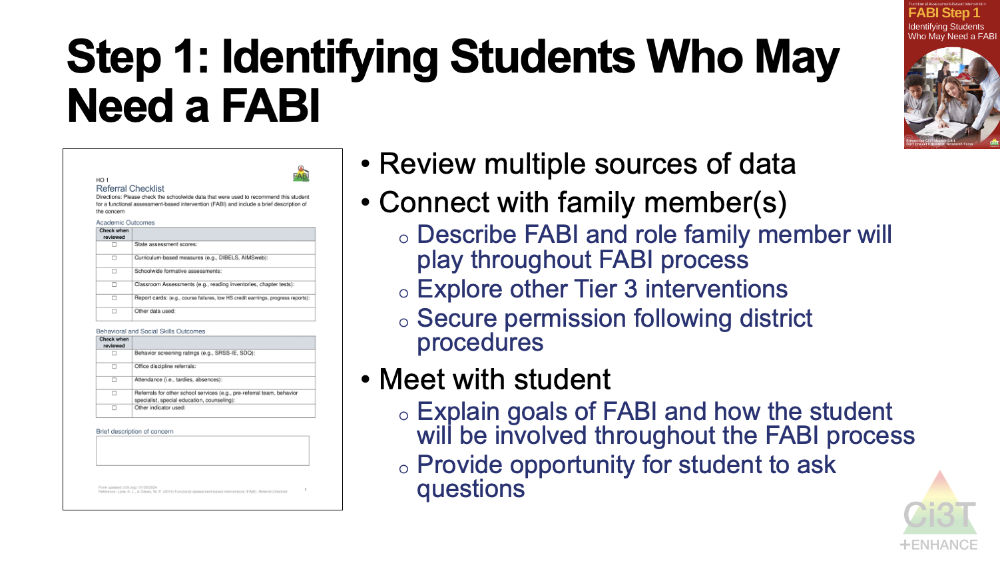 Functional Assessment-Based Intervention
FABI Step 1
Identifying Students
Who May Need a FABI
Enhancing Ci3T Module 6.8.1
Ci3T Project ENHANCE Research Team
Ci3T
Step 1: Identifying Students Who May
Need a FABI
HO 1
FABI
Referral Checklist
Directions: Please check the schoolwide data that were used to recommend this student
for a functional assessment-based intervention (FABI) and include a brief description of
the concern
Academic Outcomes
Check when
reviewed
☐ State assessment scores:
☐ Curriculum-based measures (e.g., DIBELS, AIMSweb):
☐ Schoolwide formative assessments:
☐ Classroom Assessments (e.g., reading inventories, chapter tests):
☐ Report cards: (e.g., course failures, low HS credit earnings, progress reports):
☐ Other data used:
Behavioral and Social Skills Outcomes
Check when
reviewed
☐ Behavior screening ratings (e.g., SRSS-IE, SDQ):
☐ Office discipline referrals:
☐ Attendance (i.e., tardies, absences):
☐ Referrals for other school services (e.g., pre-referral team, behavior
specialist, special education, counseling):
☐ Other indicator used:
Brief description of concern
Form updated (ci3t.org): 01/29/2024
Reference: Lane, K. L., & Oakes, W. P. (2014) Functional assessment-based interventions (FABI): Referral Checklist
1
• Review multiple sources of data
• Connect with family member(s)
o Describe FABI and role family member will
play throughout FABI process
o Explore other Tier 3 interventions
o Secure permission following district
procedures
• Meet with student
o Explain goals of FABI and how the student
will be involved throughout the FABI process
o Provide opportunity for student to ask
questions
Ci3T
+ENHANCE